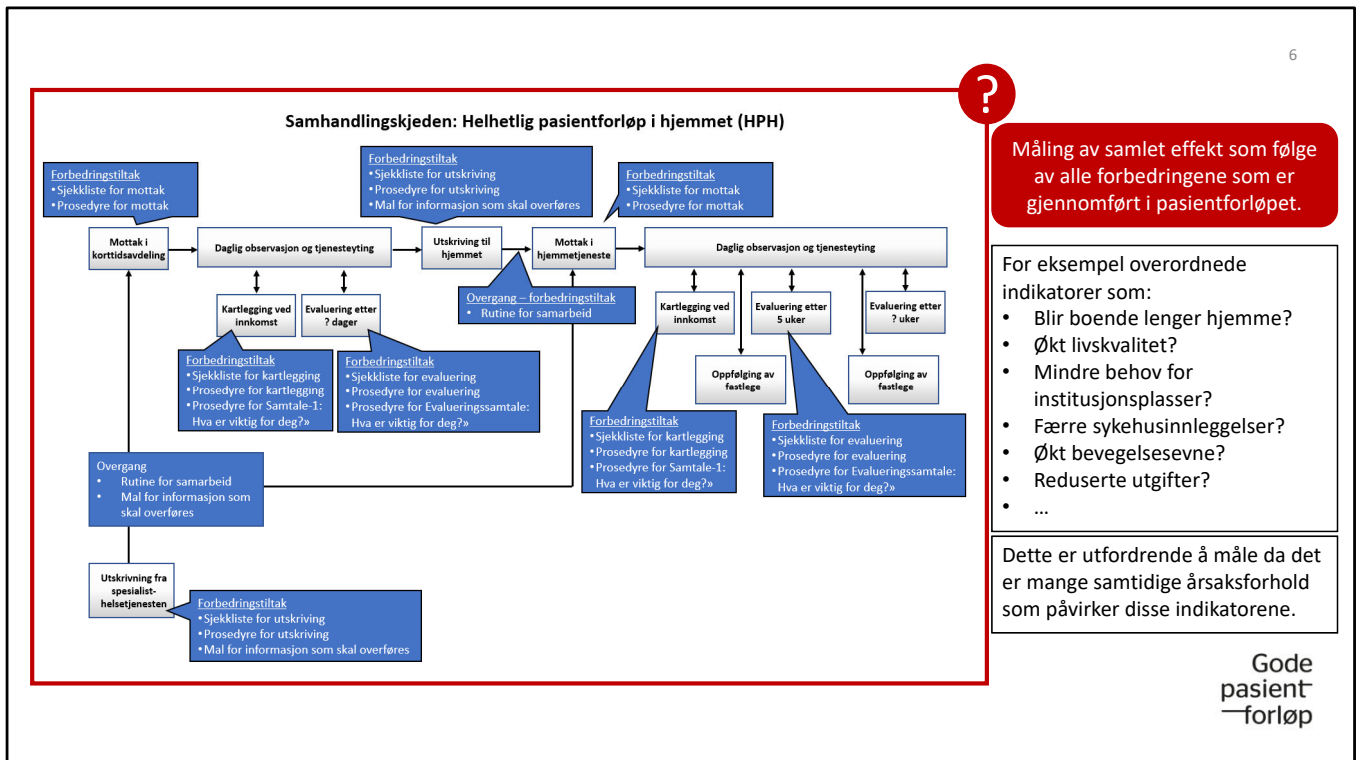 6
?
Samhandlingskjeden: Helhetlig pasientforløp i hjemmet (HPH)
Forbedringstiltak
•Sjekkliste for mottak
•Prosedyre for mottak
Forbedringstiltak
•Sjekkliste for utskriving
•Prosedyre for utskriving
•Mal for informasjon som skal overføres
Forbedringstiltak
•Sjekkliste for mottak
•Prosedyre for mottak
Mottak i
korttidsavdeling
Daglig observasjon og tjenesteyting
Utskriving til
hjemmet
Mottak i
hjemmetjeneste
Daglig observasjon og tjenesteyting
Overgang – forbedringstiltak
• Rutine for samarbeid
Kartlegging ved
innkomst
Evaluering etter
? dager
Kartlegging ved
innkomst
Evaluering etter
5 uker
Evaluering etter
? uker
Oppfølging av
fastlege
Oppfølging av
fastlege
Forbedringstiltak
•Sjekkliste for kartlegging
•Prosedyre for kartlegging
•Prosedyre for Samtale-1:
Hva er viktig for deg?»
Forbedringstiltak
•Sjekkliste for evaluering
•Prosedyre for evaluering
•Prosedyre for Evalueringssamtale:
Hva er viktig for deg?»
Forbedringstiltak
•Sjekkliste for kartlegging
•Prosedyre for kartlegging
•Prosedyre for Samtale-1:
Hva er viktig for deg?»
Forbedringstiltak
•Sjekkliste for evaluering
•Prosedyre for evaluering
•Prosedyre for Evalueringssamtale:
Hva er viktig for deg?»
Overgang
• Rutine for samarbeid
• Mal for informasjon som
skal overføres
Utskrivning fra
spesialist-
helsetjenesten
Forbedringstiltak
•Sjekkliste for utskriving
•Prosedyre for utskriving
•Mal for informasjon som skal overføres
Måling av samlet effekt som følge
av alle forbedringene som er
gjennomført i pasientforløpet.
For eksempel overordnede
indikatorer som:
• Blir boende lenger hjemme?
• Økt livskvalitet?
• Mindre behov for
institusjonsplasser?
• Færre sykehusinnleggelser?
• Økt bevegelsesevne?
• Reduserte utgifter?
• …
Dette er utfordrende å måle da det
er mange samtidige årsaksforhold
som påvirker disse indikatorene.
Gode
pasient
forløp